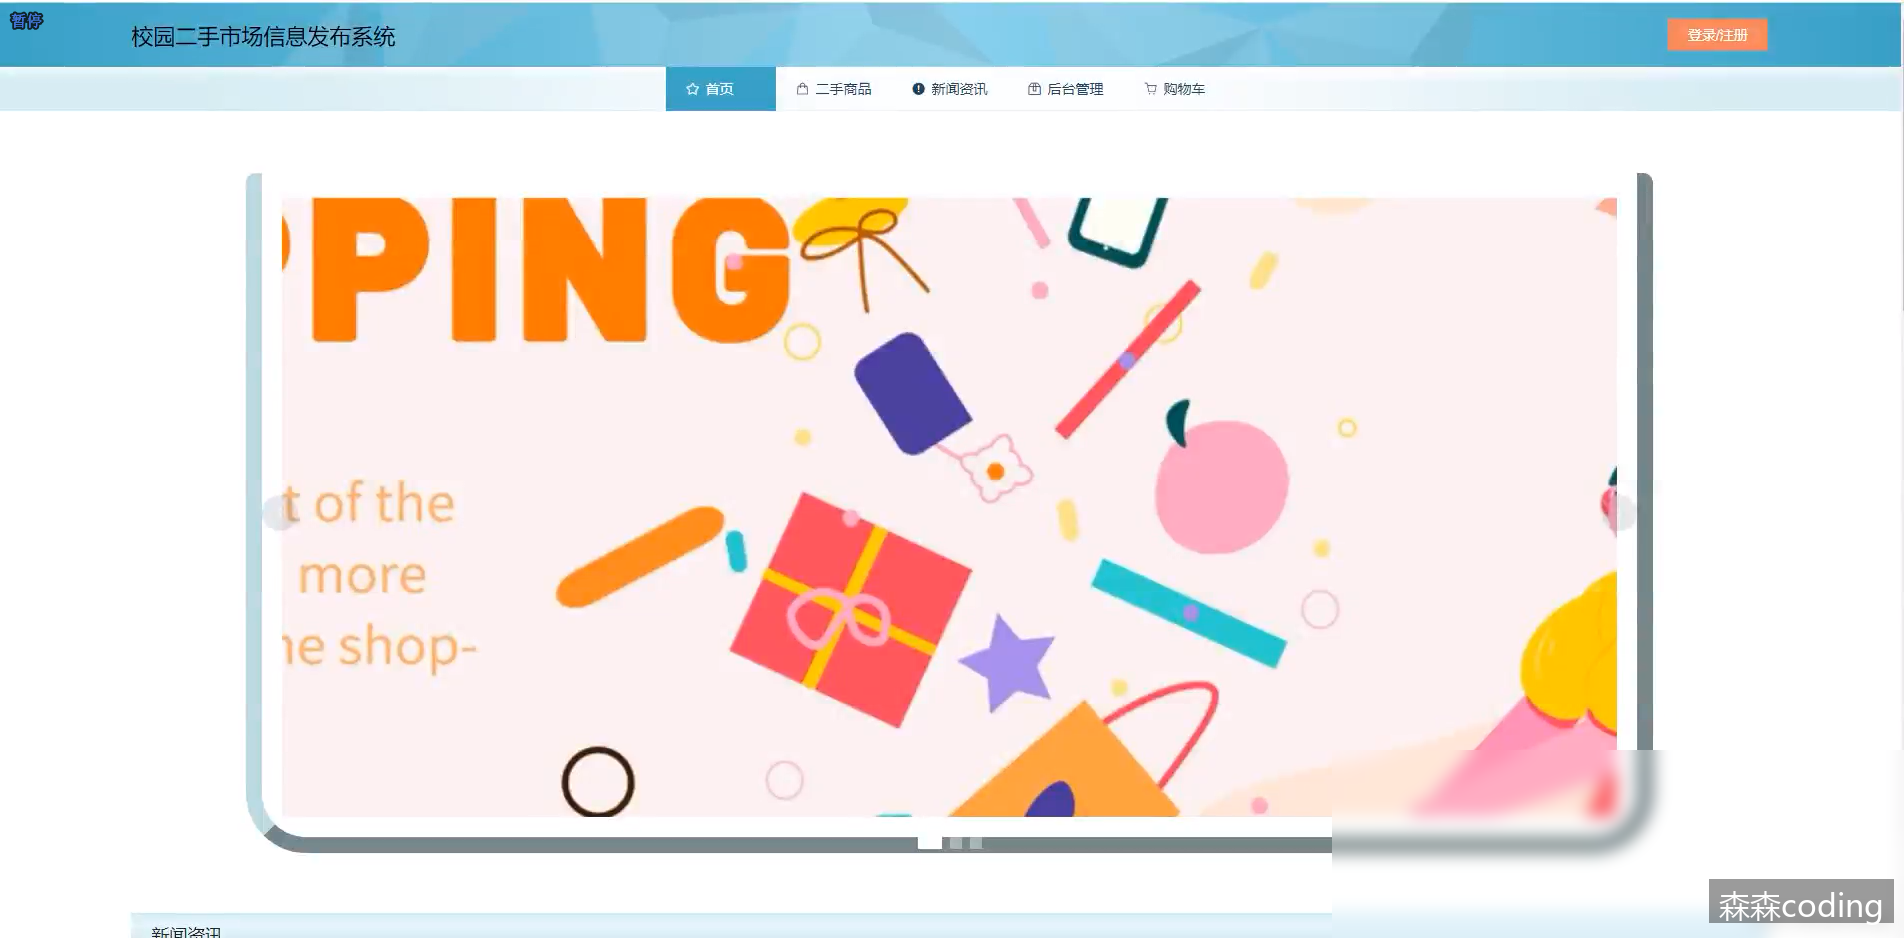 暂停
校园二手市场信息发布系统
登录/注册
首页
二手商品
新闻资讯
后台管理
购物车
PING
t of the
more
he shop-
新闻资讯
森森coding